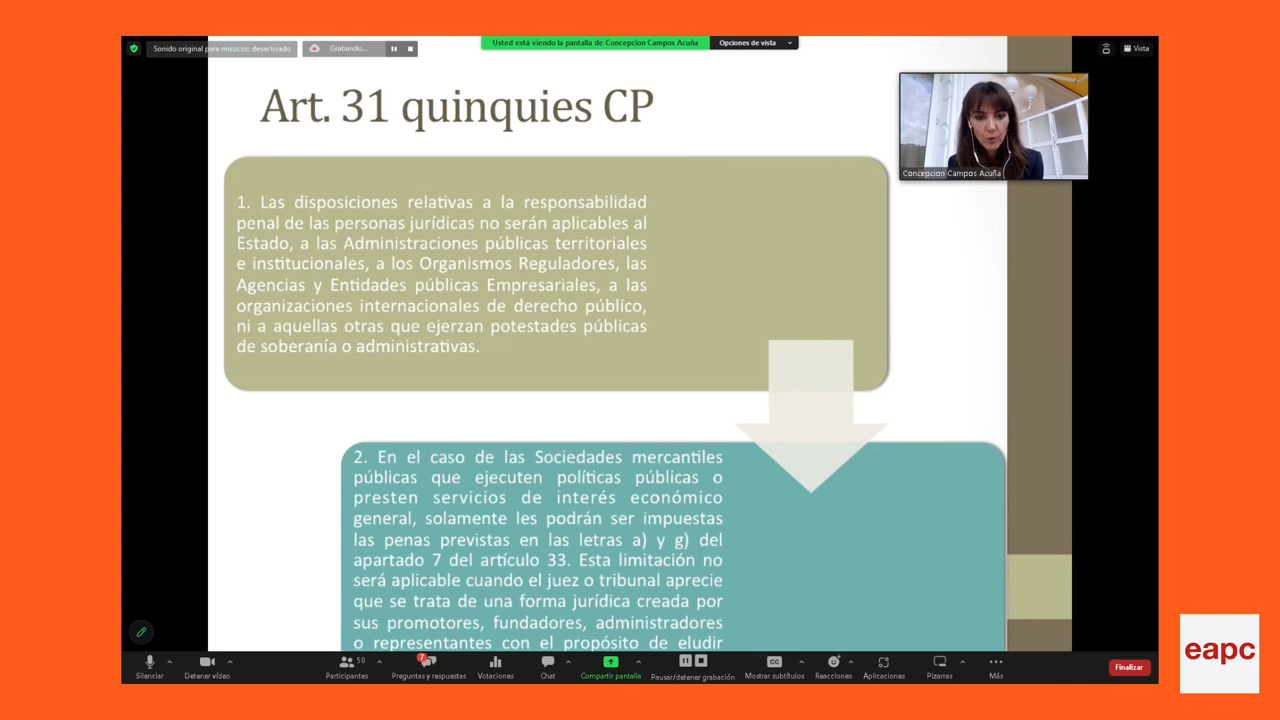 Sonido original para músicos: desactivado
Grabando...
Usted está viendo la pantalla de Concepcion Campos Acuña
Opciones de vista
Vista
Art. 31 quinquies CP
Concepcion Campos Acuña
1. Las disposiciones relativas a la responsabilidad
penal de las personas jurídicas no serán aplicables al
Estado, a las Administraciones públicas territoriales
e institucionales, a los Organismos Reguladores, las
Agencias y Entidades públicas Empresariales, a las
organizaciones internacionales de derecho público,
ni a aquellas otras que ejerzan potestades públicas
de soberanía o administrativas.
2. En el caso de las Sociedades mercantiles
públicas que ejecuten políticas públicas o
presten servicios de interés económico
general, solamente les podrán ser impuestas
las penas previstas en las letras a) y g) del
apartado 7 del artículo 33. Esta limitación no
será aplicable cuando el juez o tribunal aprecie
que se trata de una forma jurídica creada por
sus promotores, fundadores, administradores
o representantes con el propósito de eludir
Silenciar
Detener vídeo
58
Participantes
7
Preguntas y respuestas
Votaciones
Chat
Compartir pantalla
Pausar/detener grabación
CC
Mostrar subtítulos
Reacciones
Aplicaciones
Pizarras
Más
Finalizar
eapc